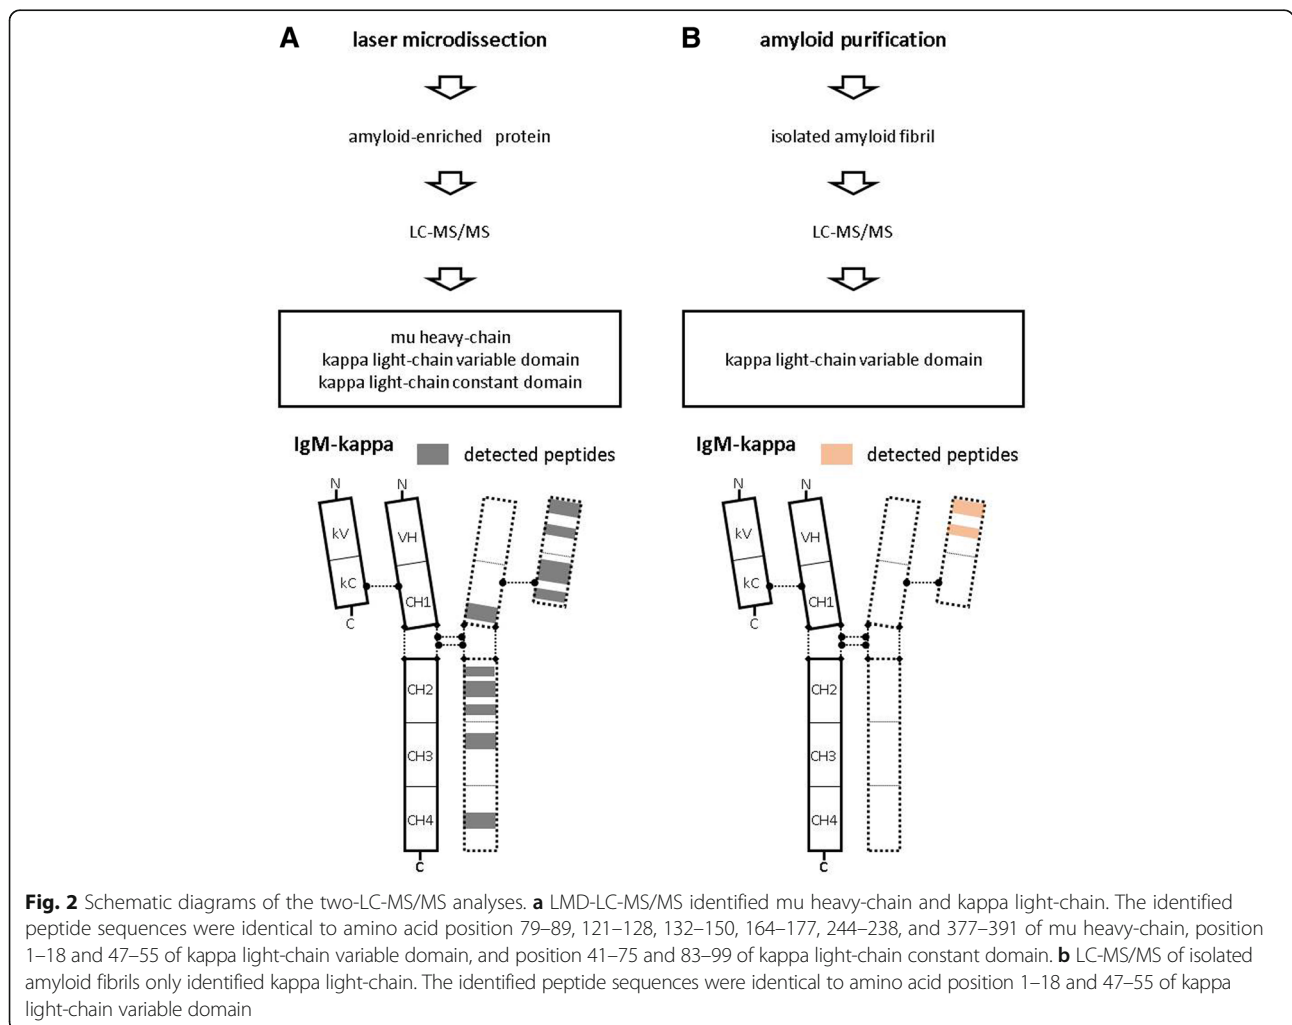 A laser microdissection
amyloid-enriched protein
LC-MS/MS
mu heavy-chain
kappa light-chain variable domain
kappa light-chain constant domain
IgM-kappa detected peptides
N N
kV VH
kC CH1
C
CH2
CH3
CH4
C
B amyloid purification
isolated amyloid fibril
LC-MS/MS
kappa light-chain variable domain
IgM-kappa detected peptides
N N
kV VH
kC CH1
C
CH2
CH3
CH4
C
Fig. 2 Schematic diagrams of the two-LC-MS/MS analyses. a LMD-LC-MS/MS identified mu heavy-chain and kappa light-chain. The identified
peptide sequences were identical to amino acid position 79–89, 121–128, 132–150, 164–177, 244–238, and 377–391 of mu heavy-chain, position
1–18 and 47–55 of kappa light-chain variable domain, and position 41–75 and 83–99 of kappa light-chain constant domain. b LC-MS/MS of isolated
amyloid fibrils only identified kappa light-chain. The identified peptide sequences were identical to amino acid position 1–18 and 47–55 of kappa
light-chain variable domain